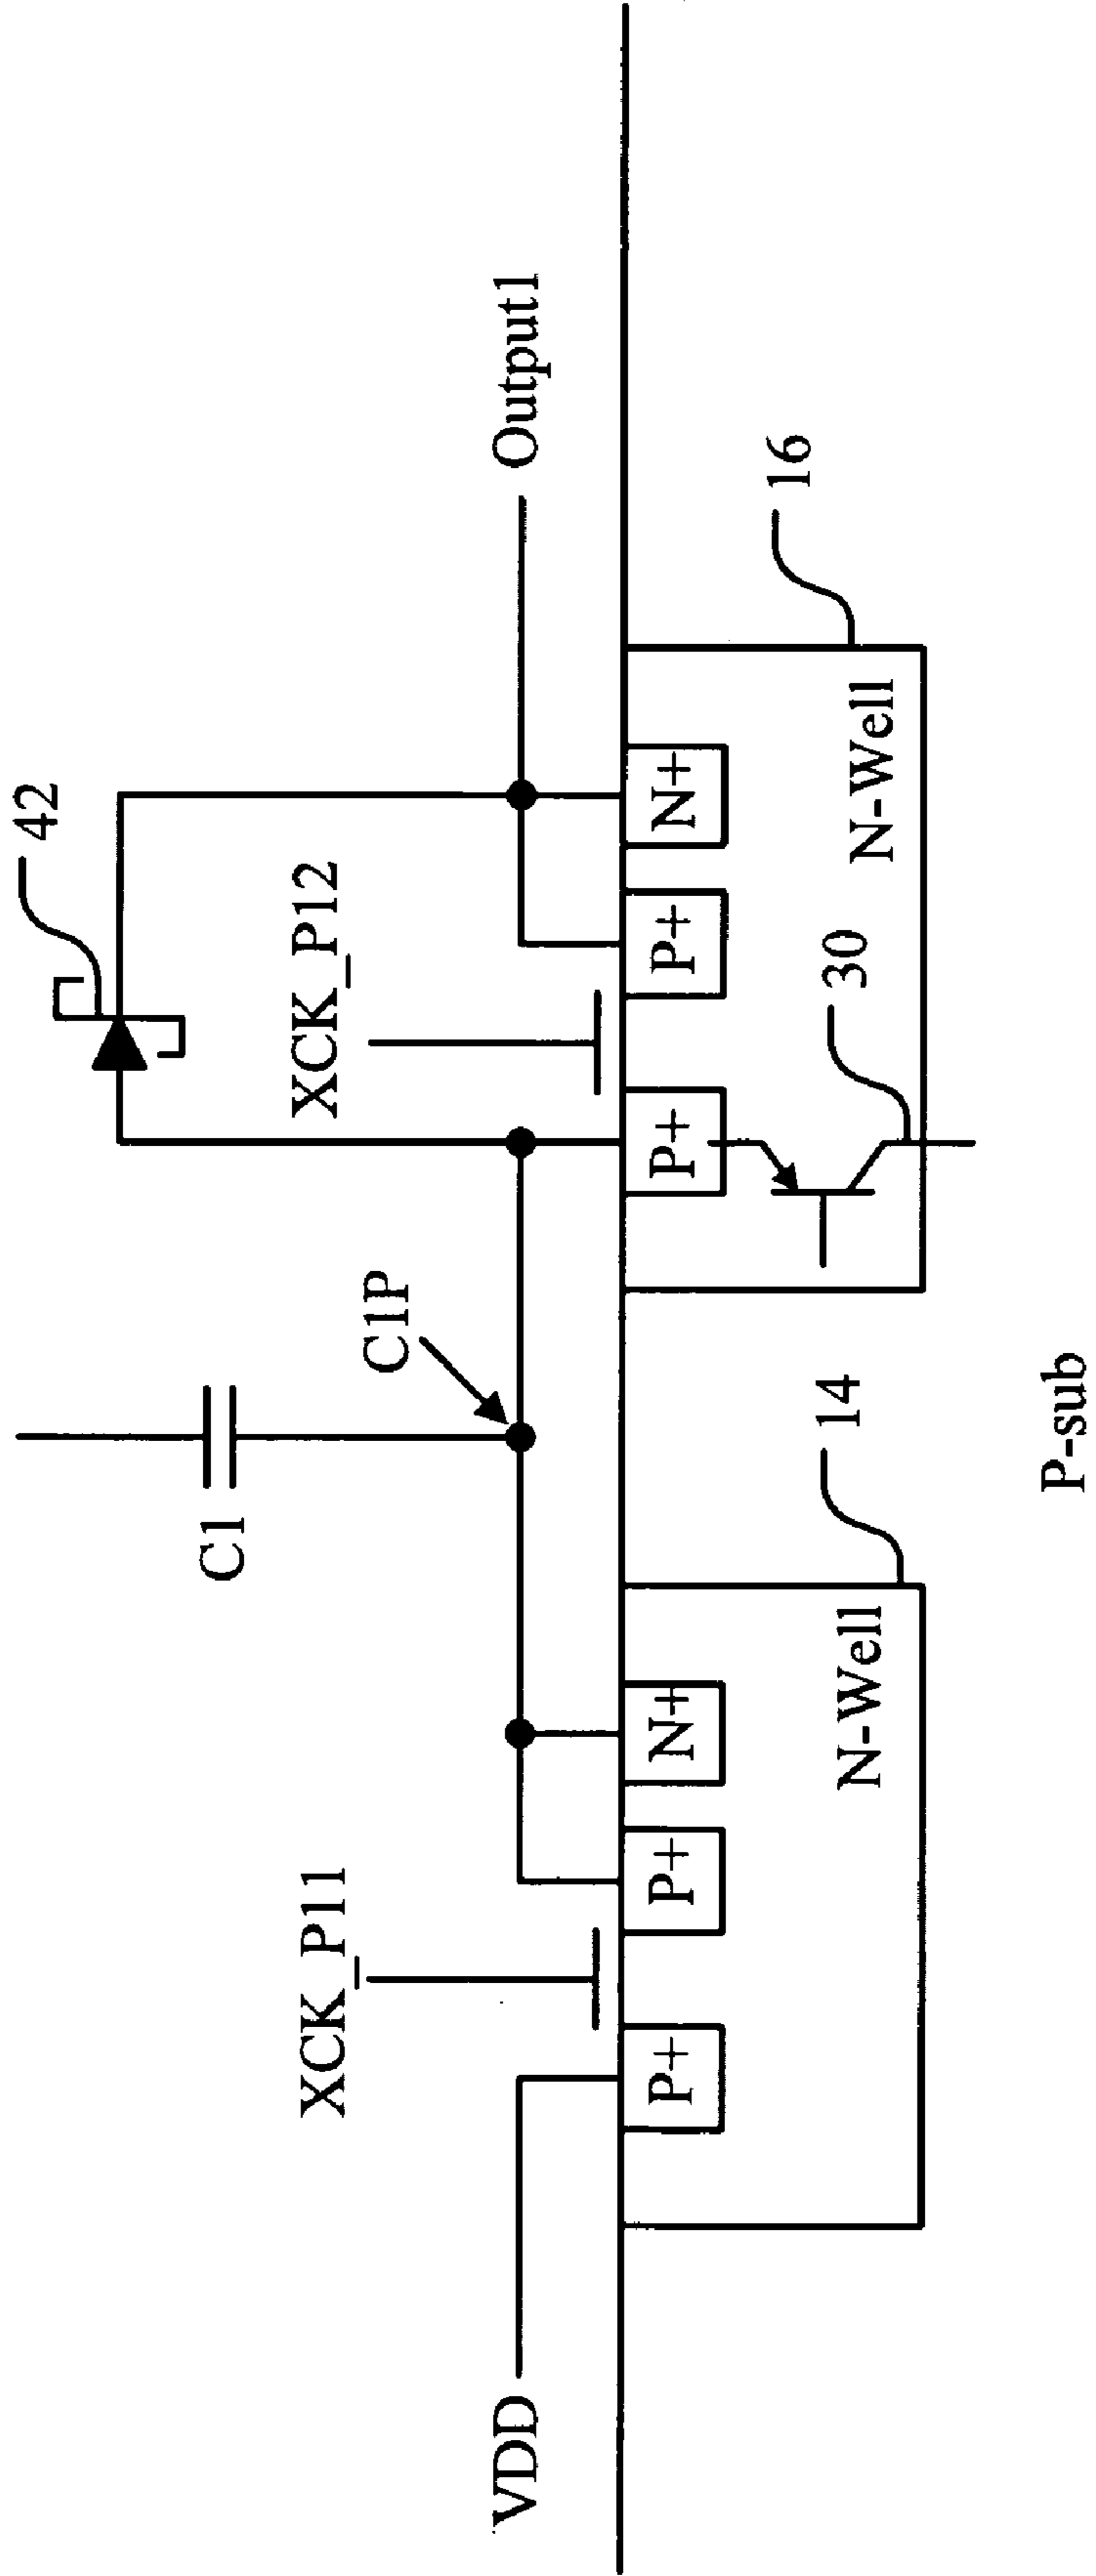 42
C1
XCK_P11
XCK_P12
C1P
VDD
Output1
P+
P+
N+
P+
P+
N+
N-Well
14
30
N-Well
16
P-sub